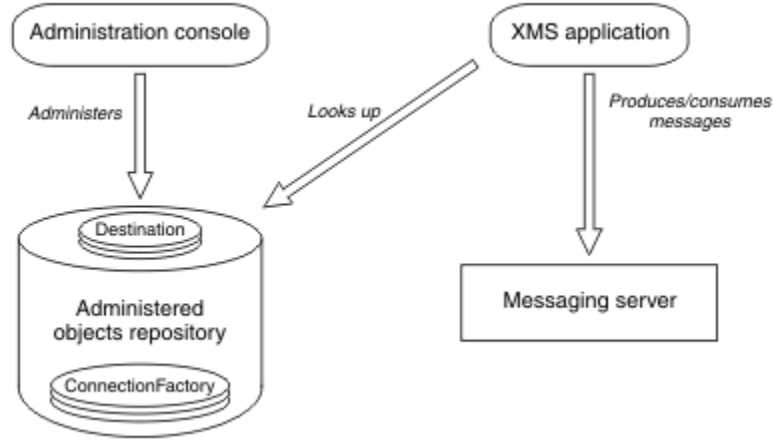 Administration console
XMS application
Administers
Looks up
Produces/consumes
messages
Destination
Administered
objects repository
Messaging server
ConnectionFactory